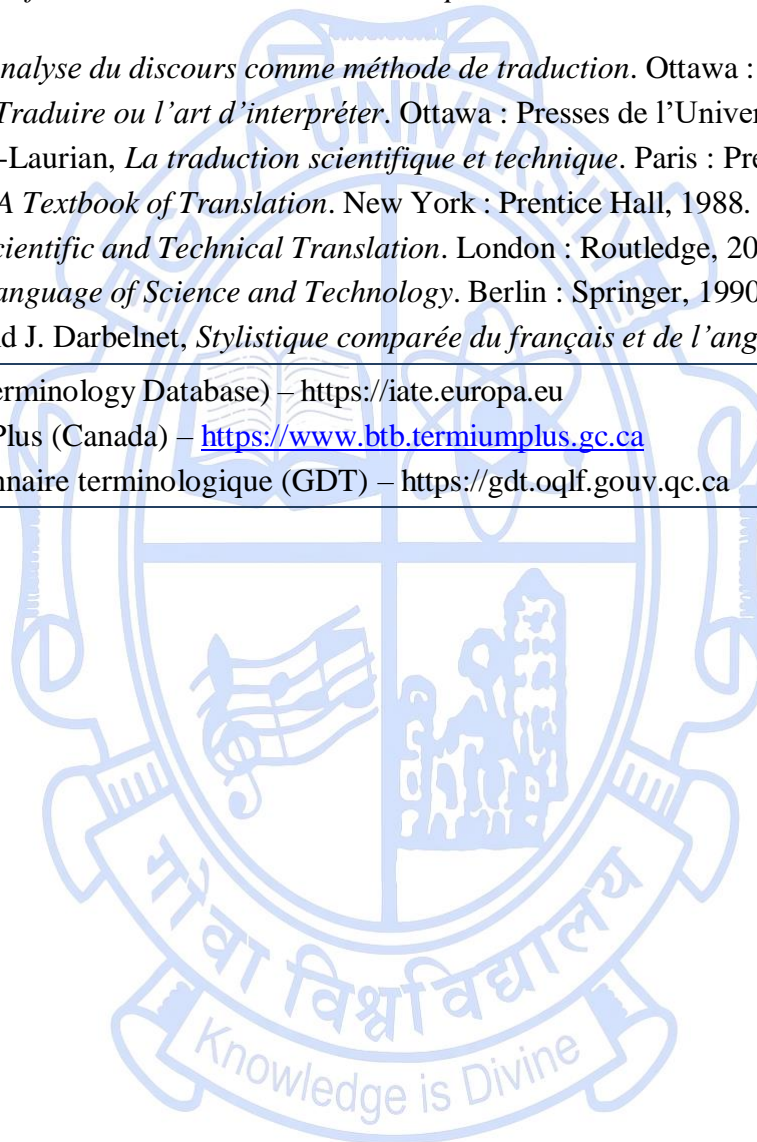 nalyse du discours comme méthode de traduction. Ottawa :
Traduire ou l’art d’interpréter. Ottawa : Presses de l’Univer
-Laurian, La traduction scientifique et technique. Paris : Pre
A Textbook of Translation. New York : Prentice Hall, 1988.
cientific and Technical Translation. London : Routledge, 20
anguage of Science and Technology. Berlin : Springer, 1990
nd J. Darbelnet, Stylistique comparée du français et de l’ang
erminology Database) – https://iate.europa.eu
Plus (Canada) – https://www.btb.termiumplus.gc.ca
nnaire terminologique (GDT) – https://gdt.oqlf.gouv.qc.ca
GOA UNIVERSITY
गोंवा विश्वविद्यालय
Knowledge is Divine